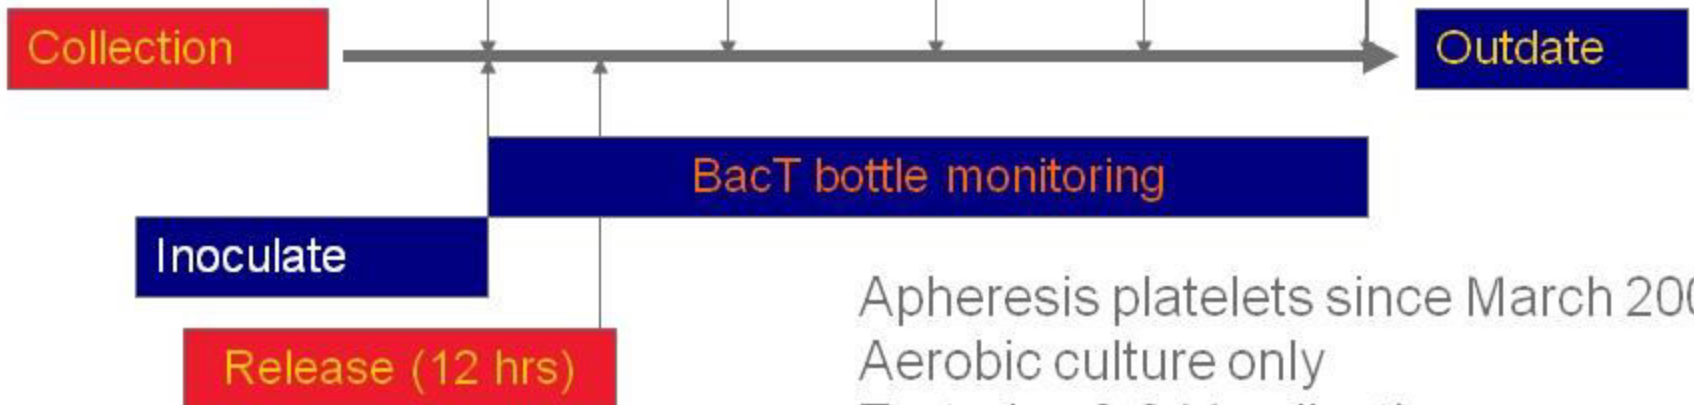 Collection
Outdate
BacT bottle monitoring
Inoculate
Apheresis platelets since March
Release (12 hrs)
Aerobic culture only